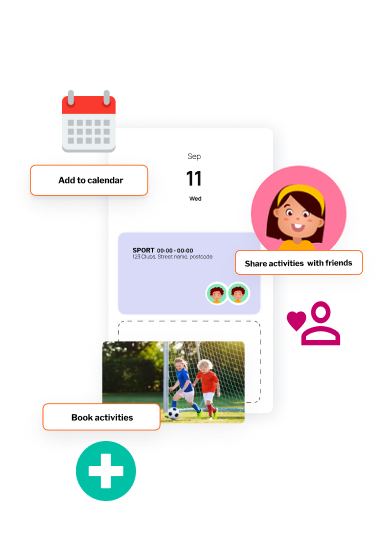 Sep
11
Wed
Add to calendar
SPORT 00:00 - 00:00
123 Clubs, Street name, postcode
Share activities with friends
Book activities